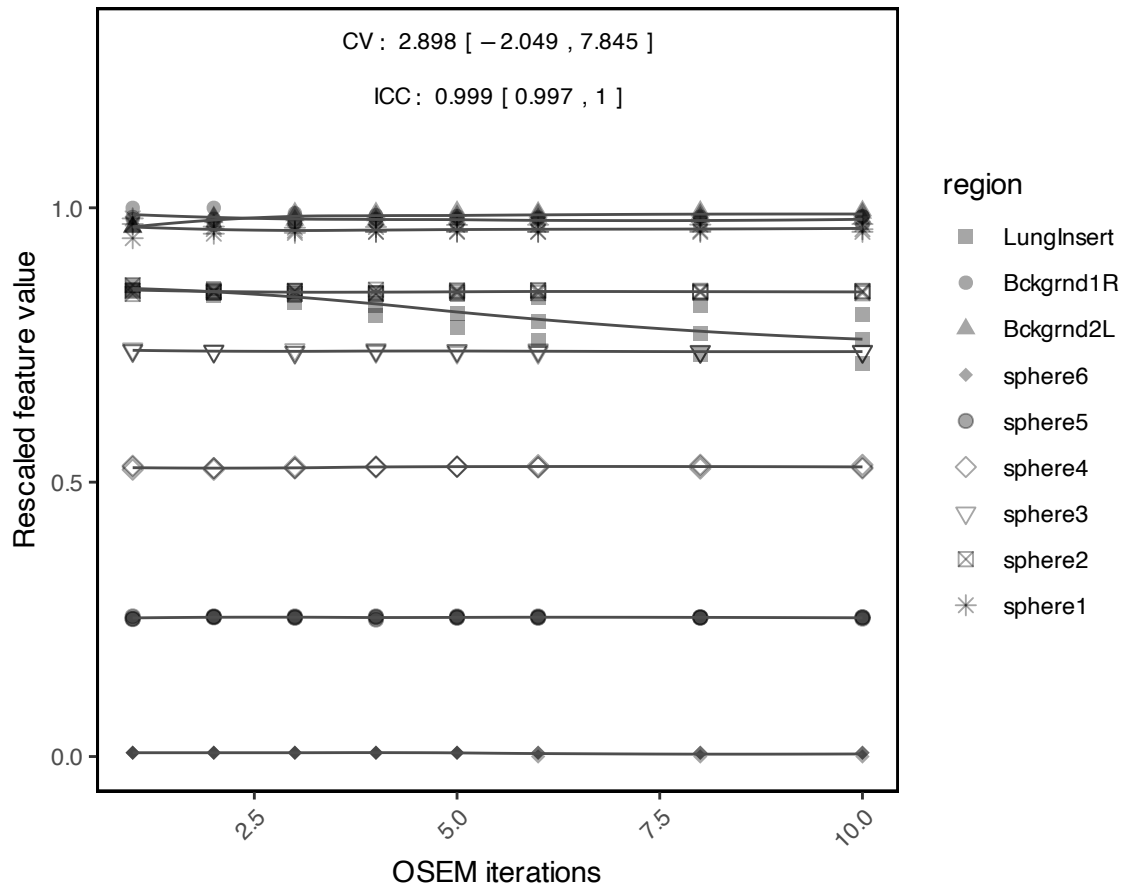 CV : 2.898 [ −2.049 , 7.845 ]
ICC : 0.999 [ 0.997 , 1 ]
Rescaled feature value
1.0
0.5
0.0
2.5
5.0
7.5
10.0
OSEM iterations
region
LungInsert
Bckgrnd1R
Bckgrnd2L
sphere6
sphere5
sphere4
sphere3
sphere2
sphere1